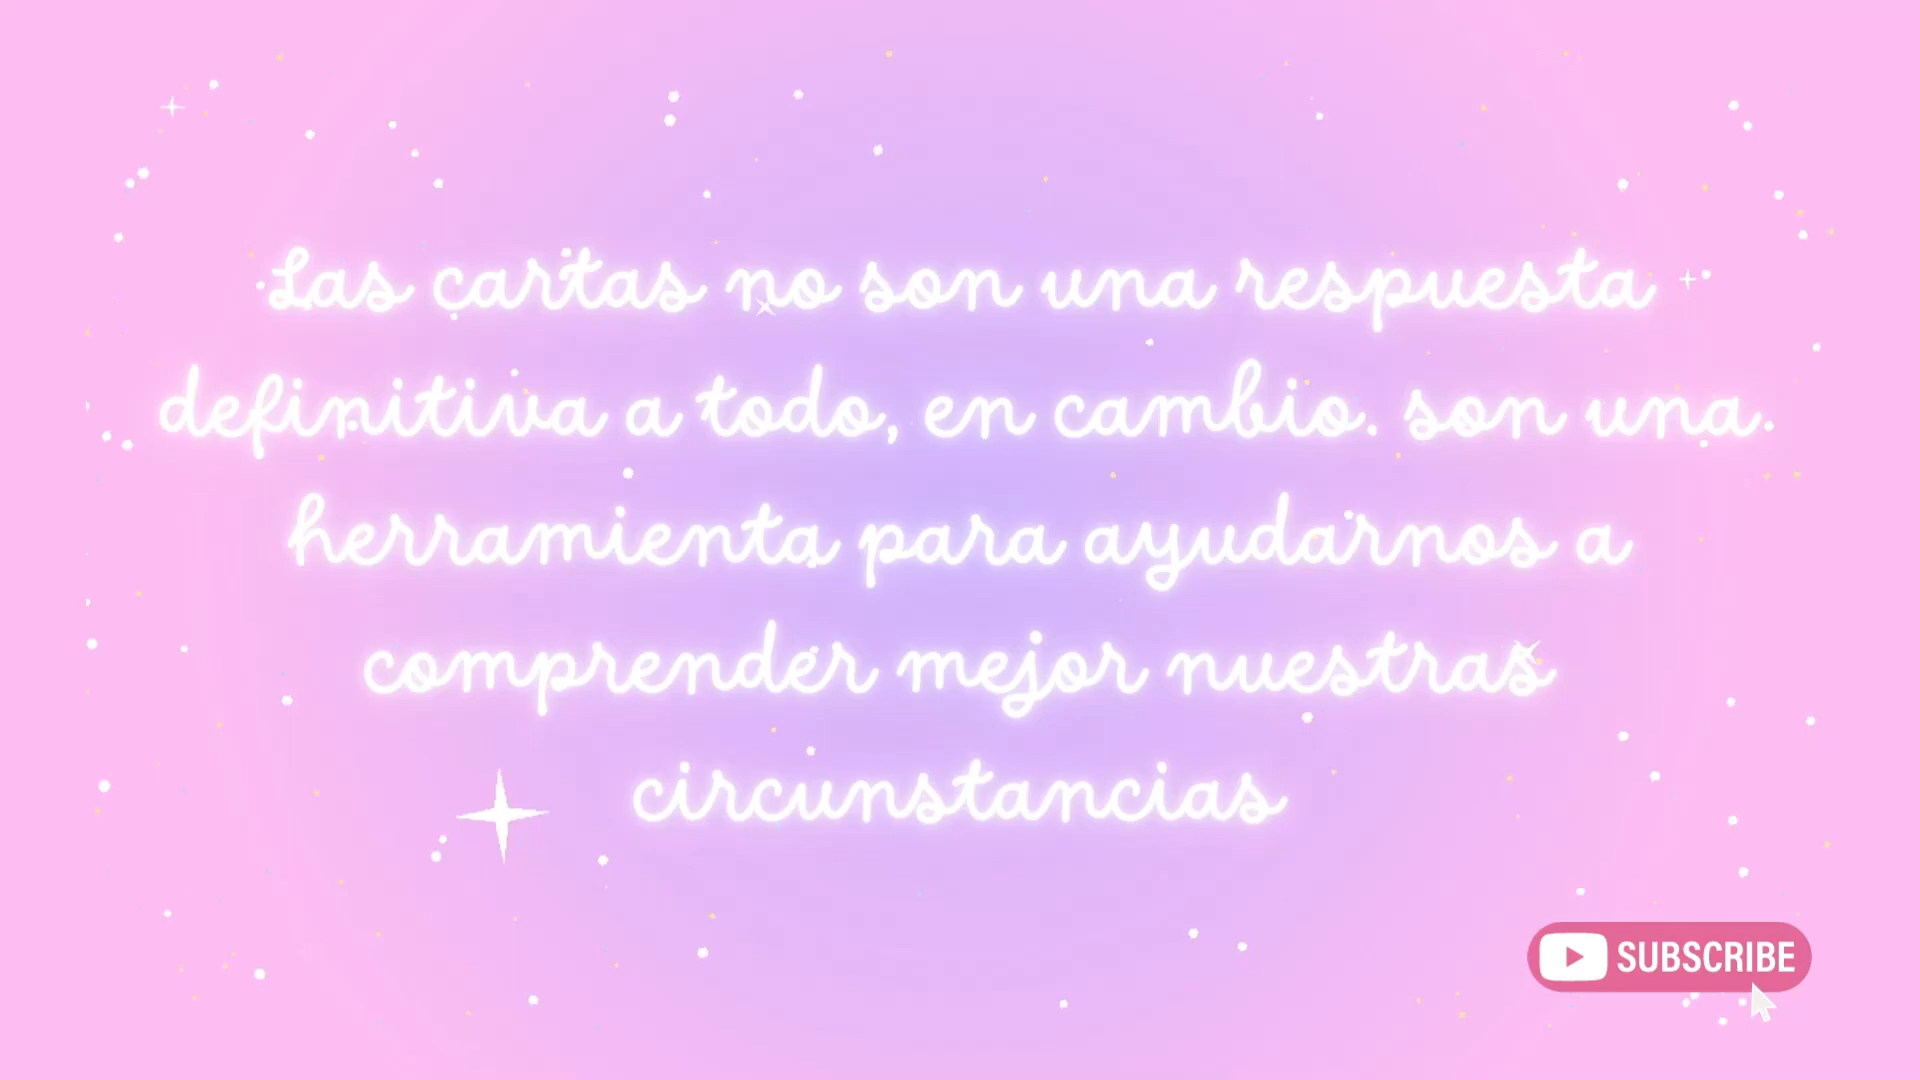 Las cartas no son una respuesta
definitiva a todo, en cambio. son una
herramienta para ayudarnos a
comprender mejor nuestras
circunstancias
SUBSCRIBE